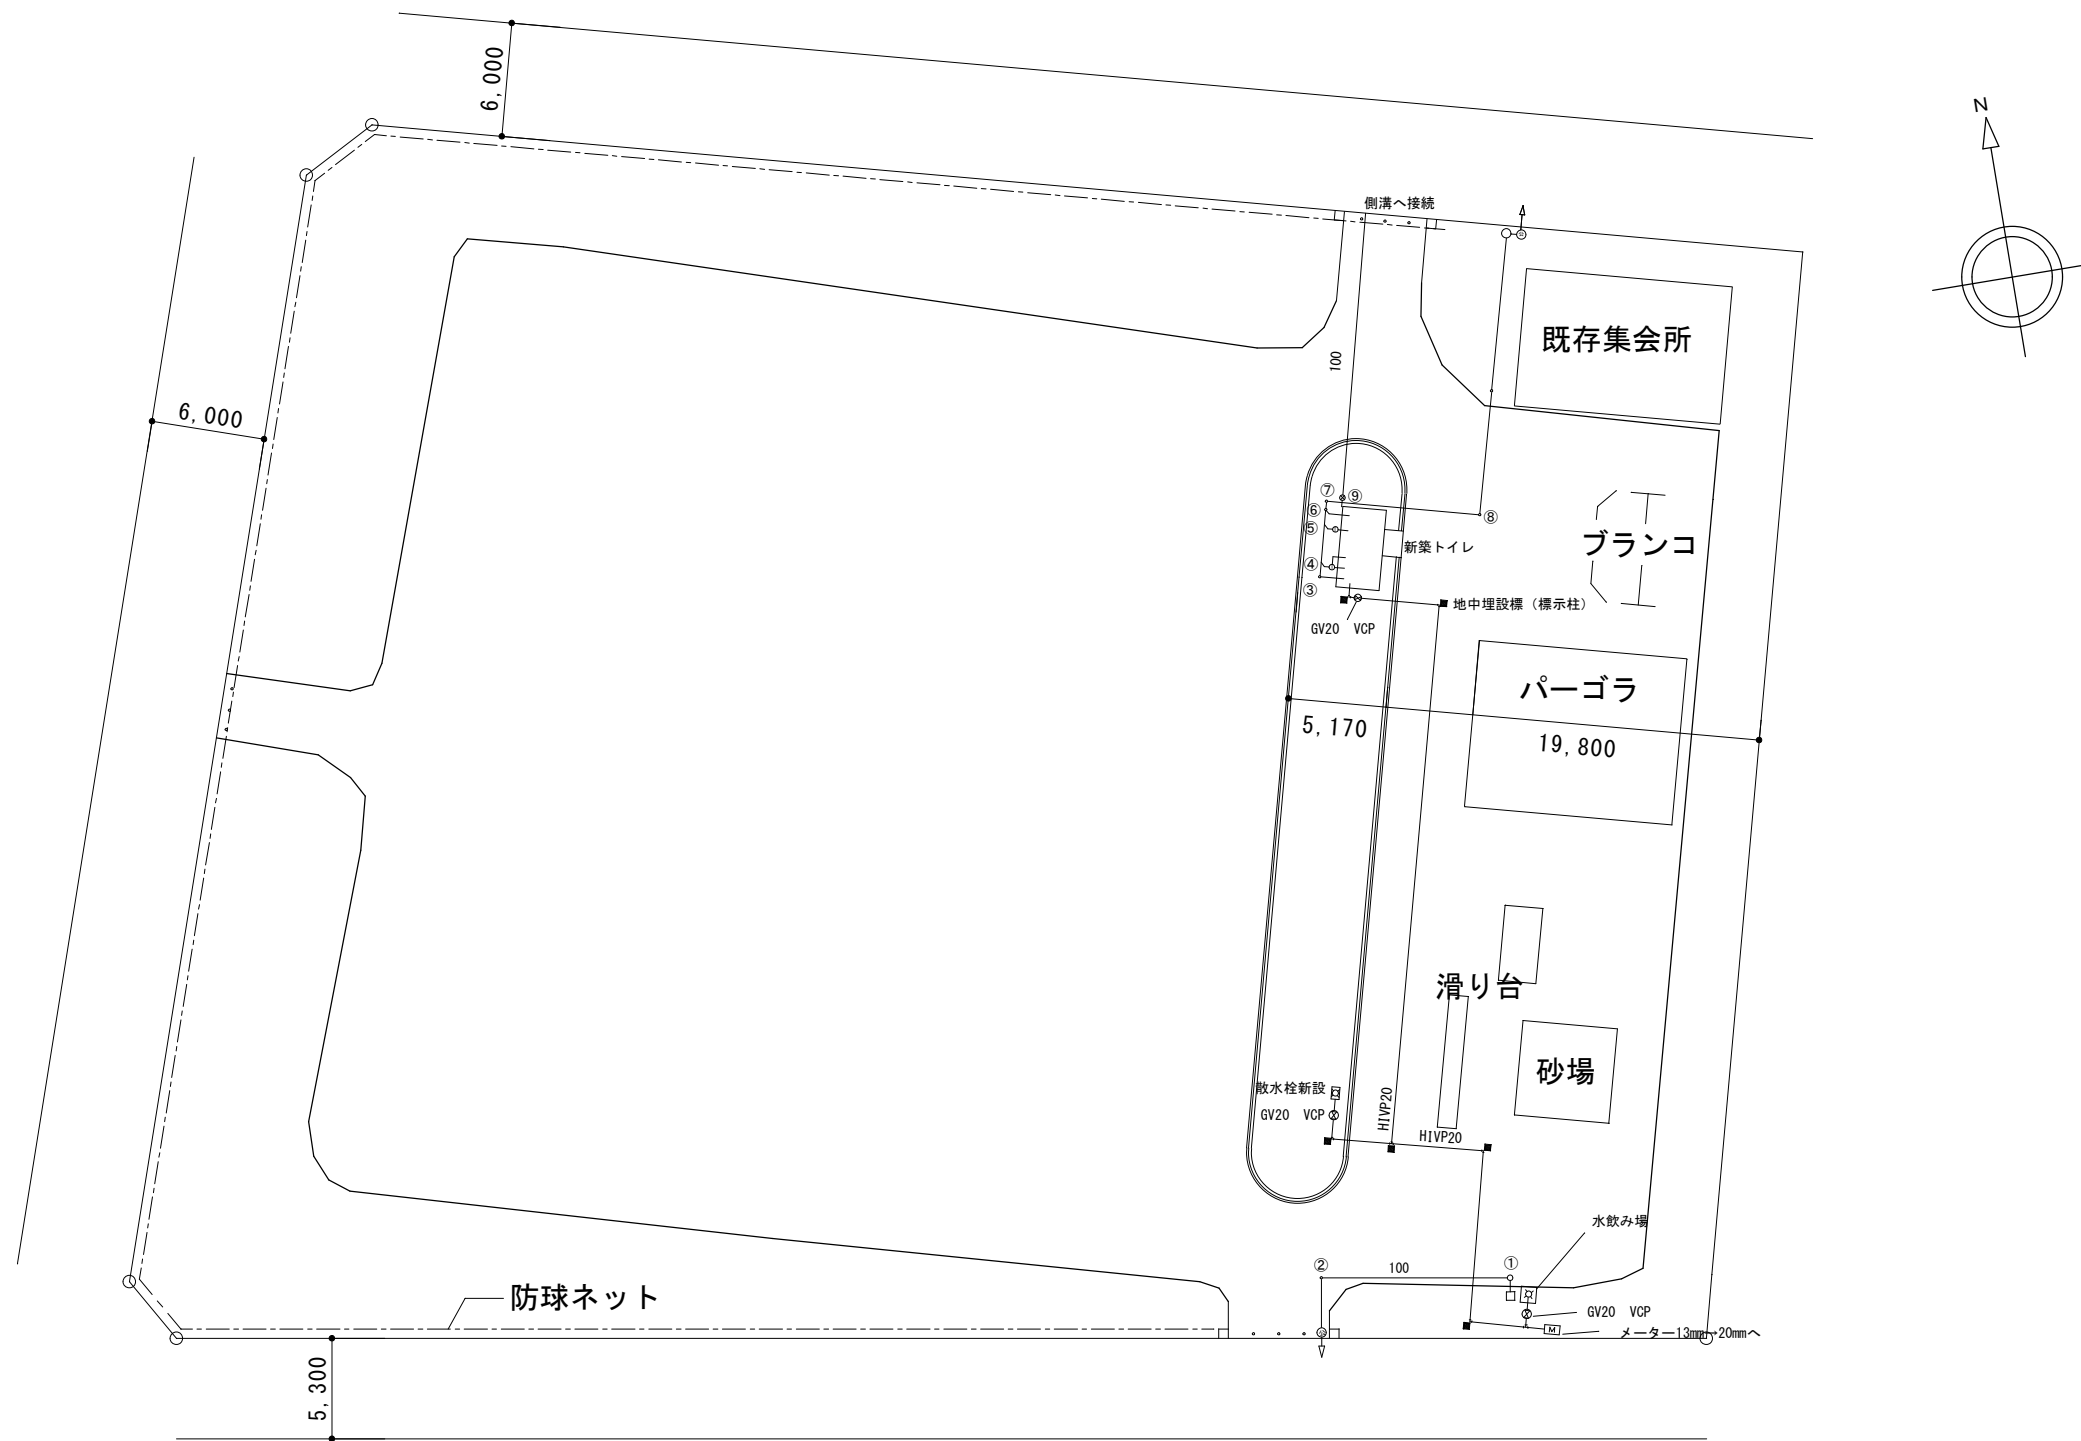 6,000
N
側溝へ接続
既存集会所
100
6,000
⑦
⑨
⑥
⑧
⑤
ブランコ
新築トイレ
④
③
地中埋設標（標示柱）
GV20 VCP
パーゴラ
5,170
19,800
滑り台
砂場
散水栓新設
GV20 VCP
HIVP20
HIVP20
水飲み場
②
①
100
防球ネット
GV20 VCP
M
メーター13mm→20mmへ
5,300